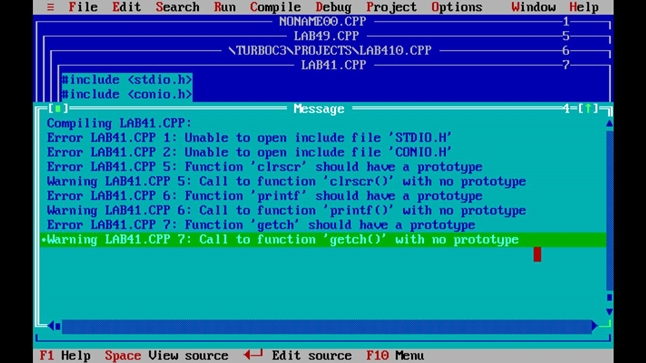 ≡ File Edit Search Run Compile Debug Project Options Window Help
NONAME00.CPP 1
LAB49.CPP 5
\TURBOC3\PROJECTS\LAB410.CPP 6
LAB41.CPP 7
#include <stdio.h>
#include <conio.h>
[■] Message 4 [↑]
Compiling LAB41.CPP:
Error LAB41.CPP 1: Unable to open include file 'STDIO.H'
Error LAB41.CPP 2: Unable to open include file 'CONIO.H'
Error LAB41.CPP 5: Function 'clrscr' should have a prototype
Warning LAB41.CPP 5: Call to function 'clrscr()' with no prototype
Error LAB41.CPP 6: Function 'printf' should have a prototype
Warning LAB41.CPP 6: Call to function 'printf()' with no prototype
Error LAB41.CPP 7: Function 'getch' should have a prototype
•Warning LAB41.CPP 7: Call to function 'getch()' with no prototype
F1 Help Space View source ←┘ Edit source F10 Menu